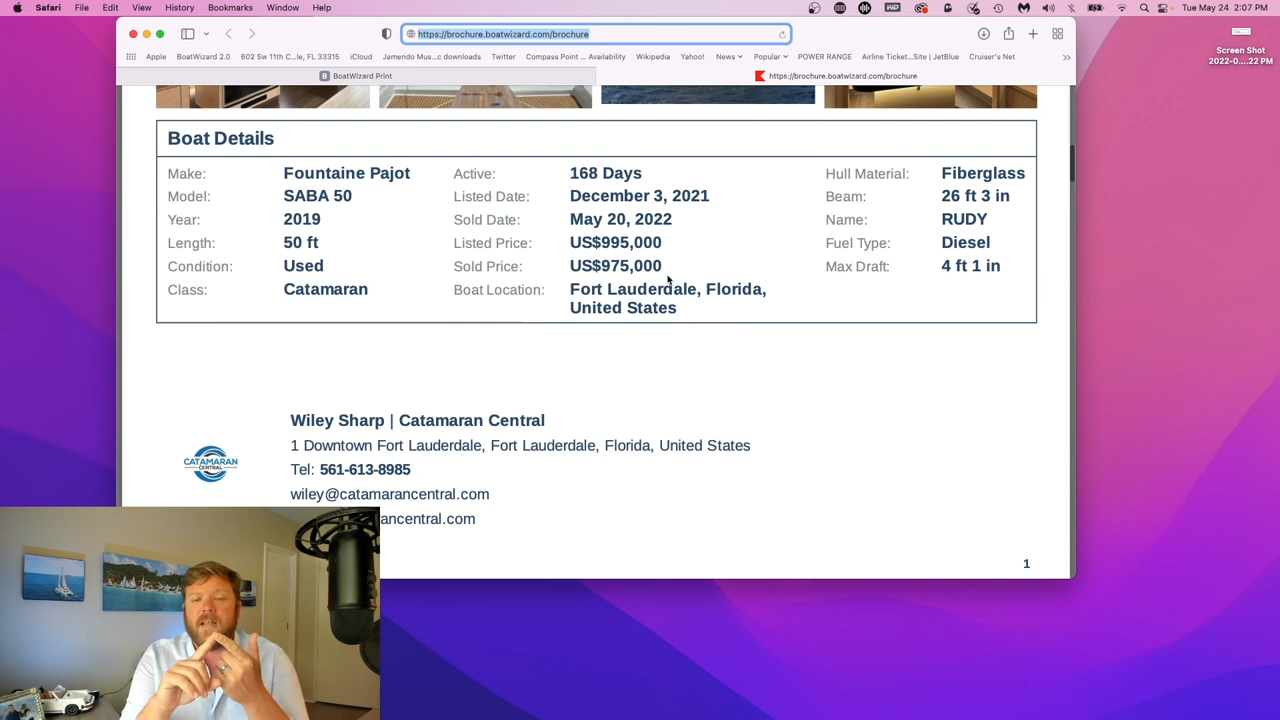 Safari File Edit View History Bookmarks Window Help
Tue May 24 2:07 PM
https://brochure.boatwizard.com/brochure
Apple BoatWizard 2.0 602 Sw 11th C...le, FL 33315 iCloud Jamendo Mus...c downloads Twitter Compass Point ... Availability Wikipedia Yahoo! News Popular POWER RANGE Airline Ticket...Site | JetBlue Cruiser's Net
B BoatWizard Print
https://brochure.boatwizard.com/brochure
Screen Shot
2022-0....22 PM
Boat Details
Make: Fountaine Pajot Active: 168 Days Hull Material: Fiberglass
Model: SABA 50 Listed Date: December 3, 2021 Beam: 26 ft 3 in
Year: 2019 Sold Date: May 20, 2022 Name: RUDY
Length: 50 ft Listed Price: US$995,000 Fuel Type: Diesel
Condition: Used Sold Price: US$975,000 Max Draft: 4 ft 1 in
Class: Catamaran Boat Location: Fort Lauderdale, Florida,
United States
Wiley Sharp | Catamaran Central
1 Downtown Fort Lauderdale, Fort Lauderdale, Florida, United States
CATAMARAN
CENTRAL
Tel: 561-613-8985
wiley@catamarancentral.com
ancentral.com
1